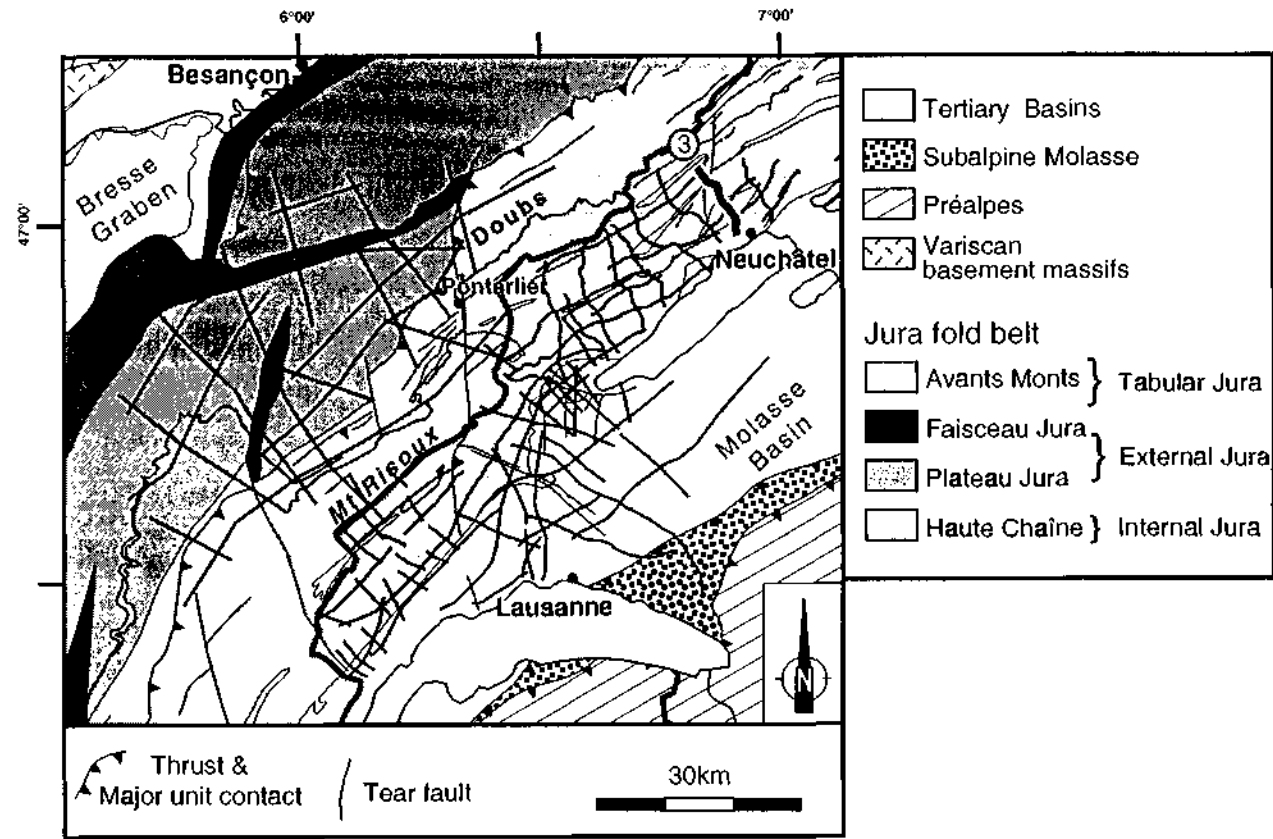 6°00'
7°00'
47°00'
Besançon
Bresse
Graben
Doubs
Pontarlier
3
Neuchâtel
Mt Risoux
Molasse
Basin
Lausanne
N
Tertiary Basins
Subalpine Molasse
Préalpes
Variscan
basement massifs
Jura fold belt
Avants Monts } Tabular Jura
Faisceau Jura
} External Jura
Plateau Jura
Haute Chaîne } Internal Jura
Thrust &
Major unit contact
Tear fault
30km